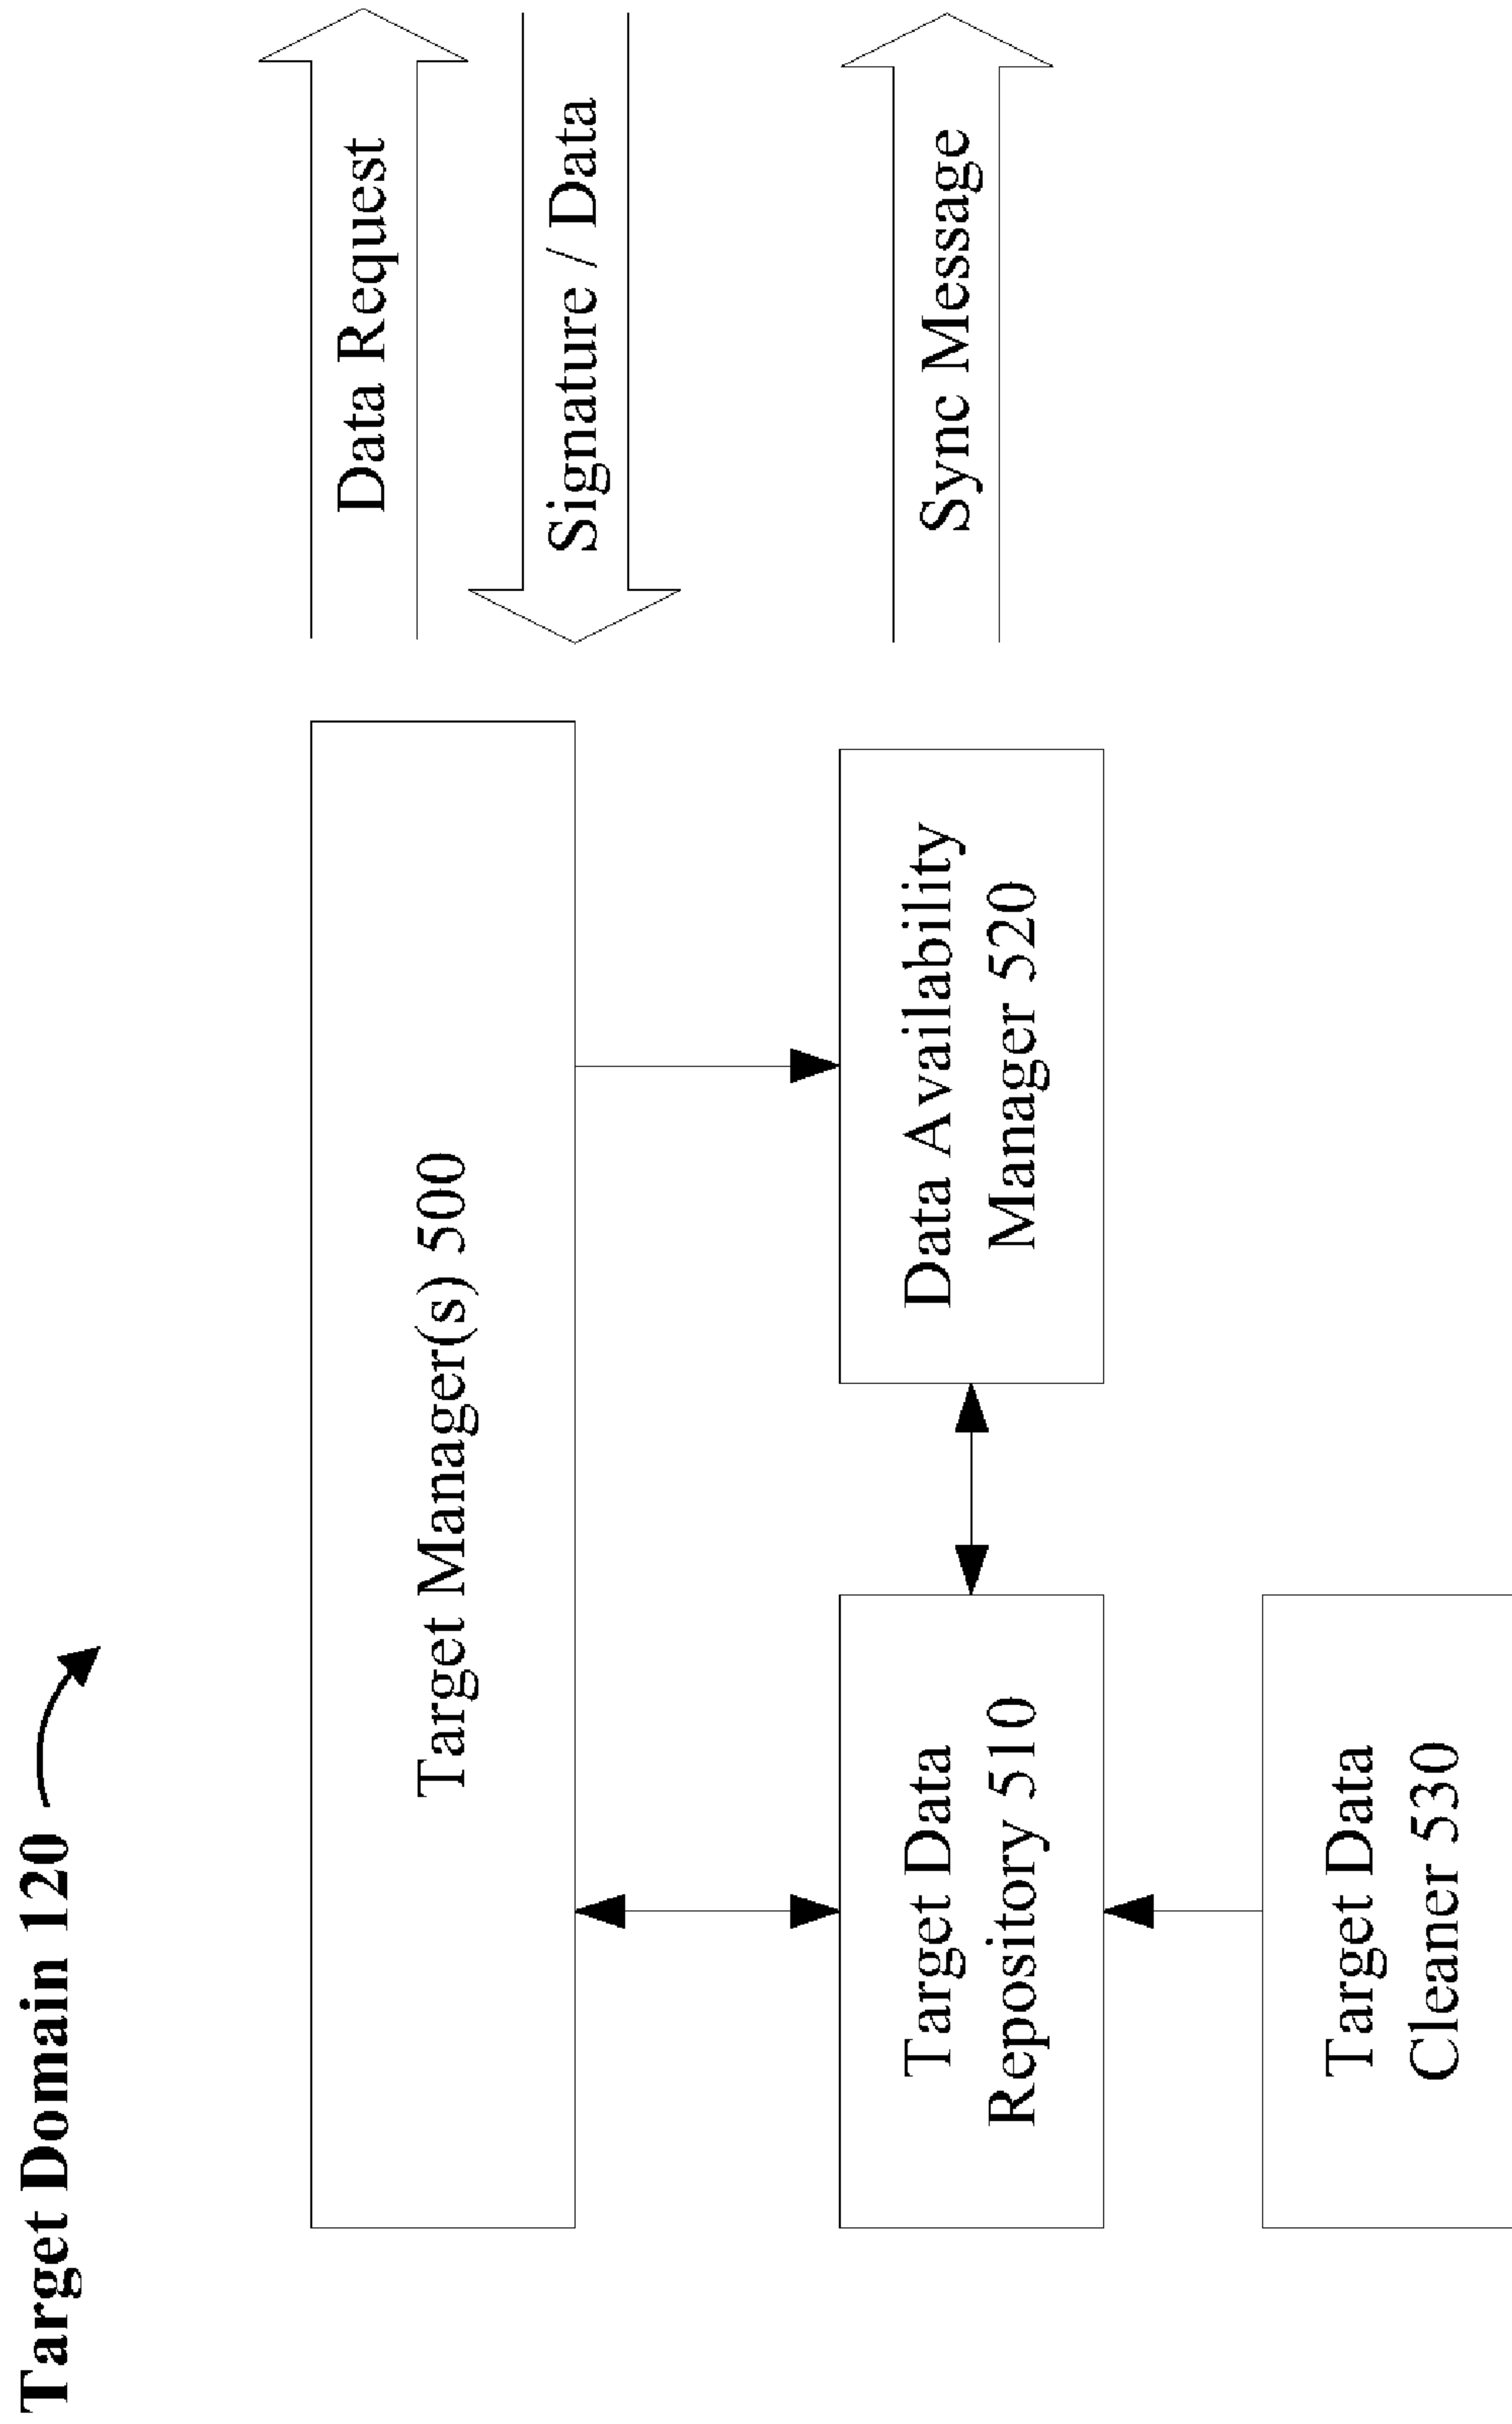 Target Domain 120
Target Manager(s) 500
Data Request
Signature / Data
Target Data
Repository 510
Data Availability
Manager 520
Sync Message
Target Data
Cleaner 530